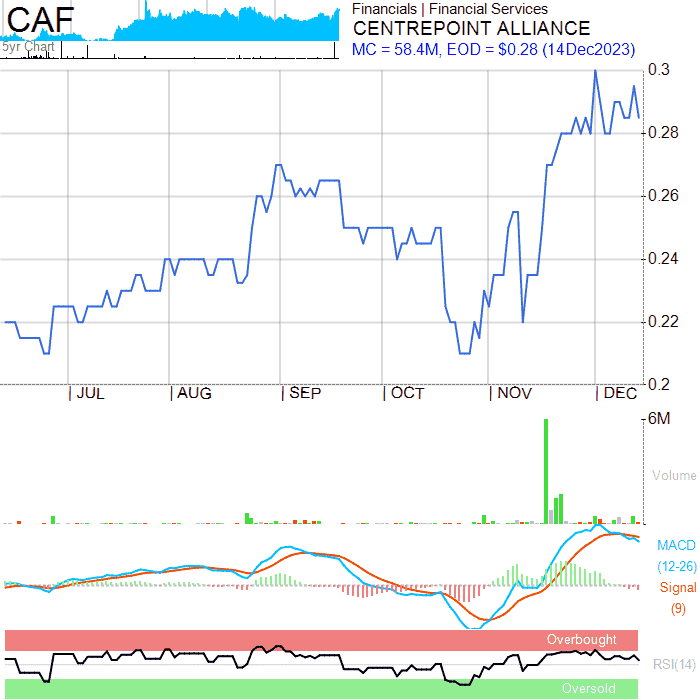 CAF
5yr Chart
Financials | Financial Services
CENTREPOINT ALLIANCE
MC = 58.4M, EOD = $0.28 (14Dec2023)
0.3
0.28
0.26
0.24
0.22
0.2
| JUL | AUG | SEP | OCT | NOV | DEC
6M
Volume
MACD
(12-26)
Signal
(9)
Overbought
RSI(14)
Oversold